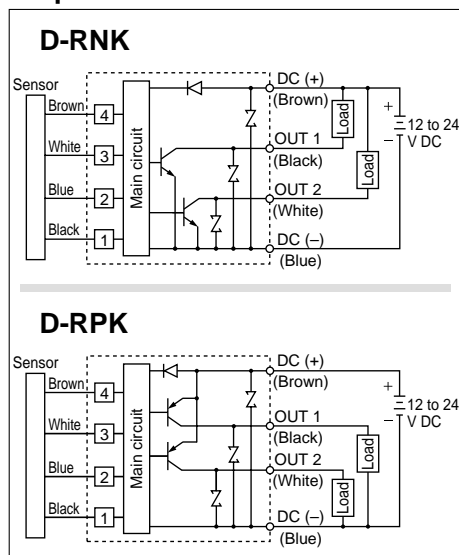 D-RNK
Sensor
Brown
4
White
3
Blue
2
Black
1
Main circuit
DC (+)
(Brown)
OUT 1
(Black)
OUT 2
(White)
DC (–)
(Blue)
Load
Load
+
–
12 to 24
V DC
D-RPK
Sensor
Brown
4
White
3
Blue
2
Black
1
Main circuit
DC (+)
(Brown)
OUT 1
(Black)
OUT 2
(White)
DC (–)
(Blue)
Load
Load
+
–
12 to 24
V DC